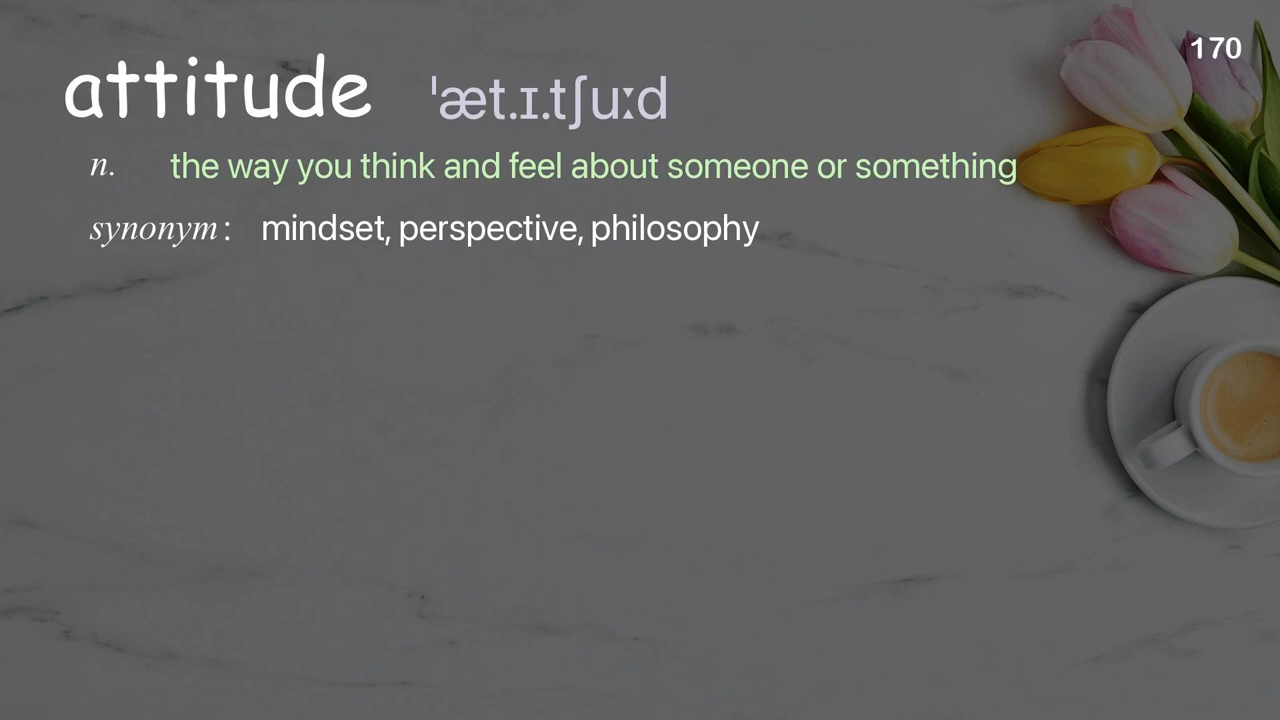 170
attitude ˈæt.ɪ.tʃuːd
n. the way you think and feel about someone or something
synonym: mindset, perspective, philosophy